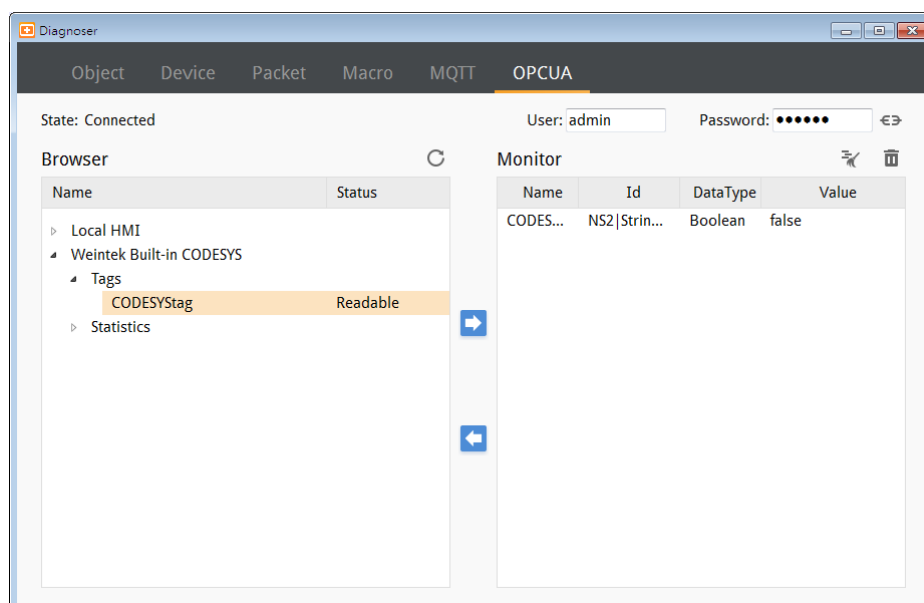 Diagnoser
Object Device Packet Macro MQTT OPCUA
State: Connected User: admin Password: ●●●●●●
Browser Monitor
Name Status Name Id DataType Value
CODES... NS2|Strin... Boolean false
Local HMI
Weintek Built-in CODESYS
Tags
CODESYStag Readable
Statistics